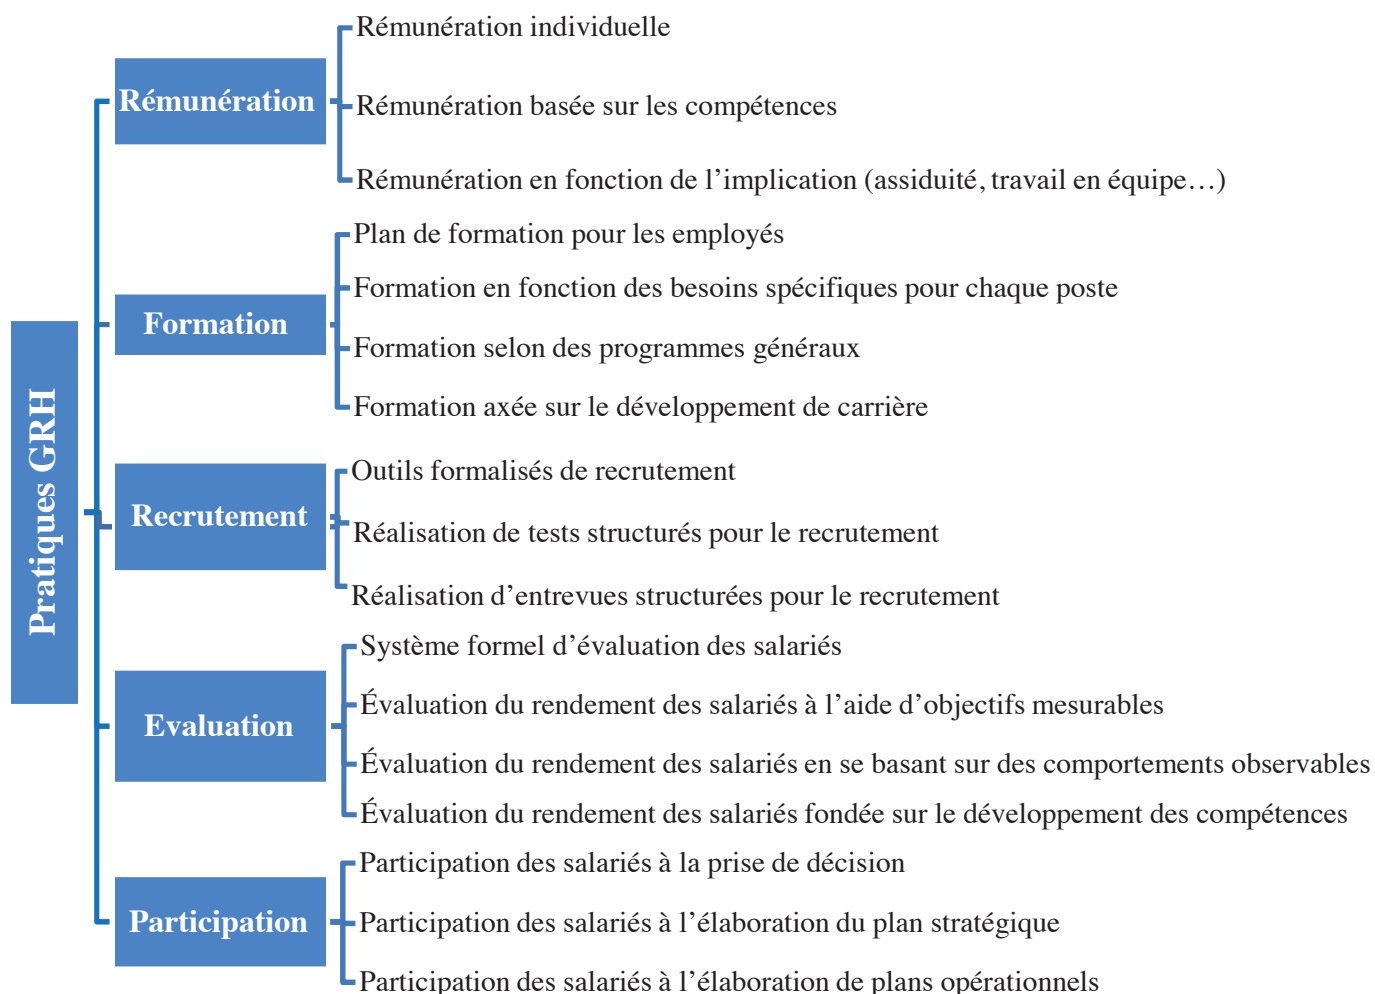 Pratiques GRH
Rémunération
Rémunération individuelle
Rémunération basée sur les compétences
Rémunération en fonction de l’implication (assiduité, travail en équipe…)
Formation
Plan de formation pour les employés
Formation en fonction des besoins spécifiques pour chaque poste
Formation selon des programmes généraux
Formation axée sur le développement de carrière
Recrutement
Outils formalisés de recrutement
Réalisation de tests structurés pour le recrutement
Réalisation d’entrevues structurées pour le recrutement
Evaluation
Système formel d’évaluation des salariés
Évaluation du rendement des salariés à l’aide d’objectifs mesurables
Évaluation du rendement des salariés en se basant sur des comportements observables
Évaluation du rendement des salariés fondée sur le développement des compétences
Participation
Participation des salariés à la prise de décision
Participation des salariés à l’élaboration du plan stratégique
Participation des salariés à l’élaboration de plans opérationnels